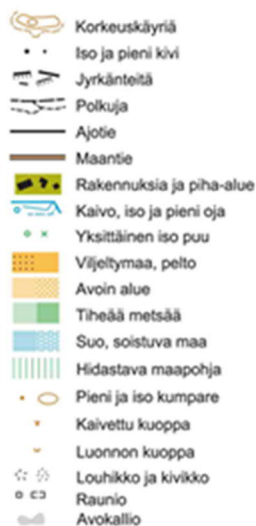 Korkeuskäyriä
Iso ja pieni kivi
Jyrkänteitä
Polkuja
Ajotie
Maantie
Rakennuksia ja piha-alue
Kaivo, iso ja pieni oja
Yksittäinen iso puu
Viljeltymaa, pelto
Avoin alue
Tiheää metsää
Suo, soistuva maa
Hidastava maapohja
Pieni ja iso kumpare
Kaivettu kuoppa
Luonnon kuoppa
Louhikko ja kivikko
Raunio
Avokallio